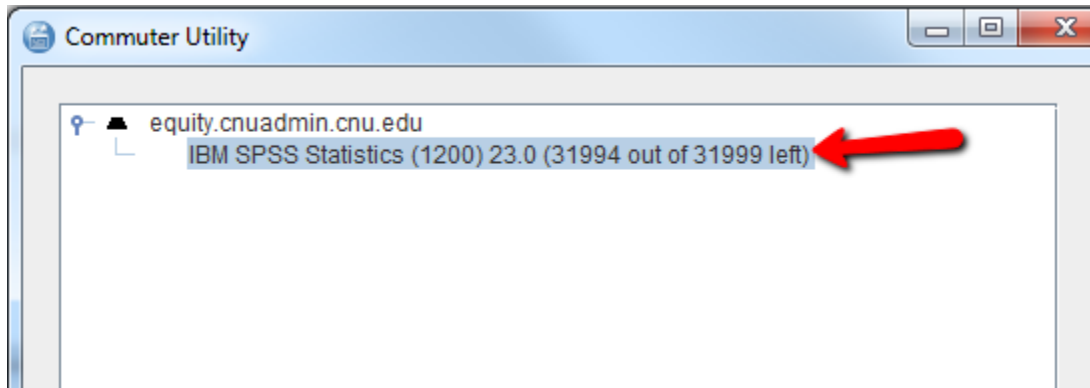 Commuter Utility
equity.cnuadmin.cnu.edu
IBM SPSS Statistics (1200) 23.0 (31994 out of 31999 left)